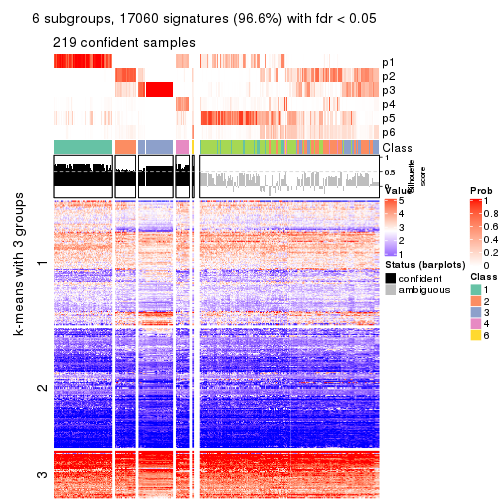 6 subgroups, 17060 signatures (96.6%) with fdr < 0.05
219 confident samples
p1
p2
p3
p4
p5
p6
Class
1
0.5
0
Silhouette
score
k-means with 3 groups
1
2
3
Value
5
4
3
2
1
Status (barplots)
confident
ambiguous
Prob
1
0.8
0.6
0.4
0.2
0
Class
1
2
3
4
6